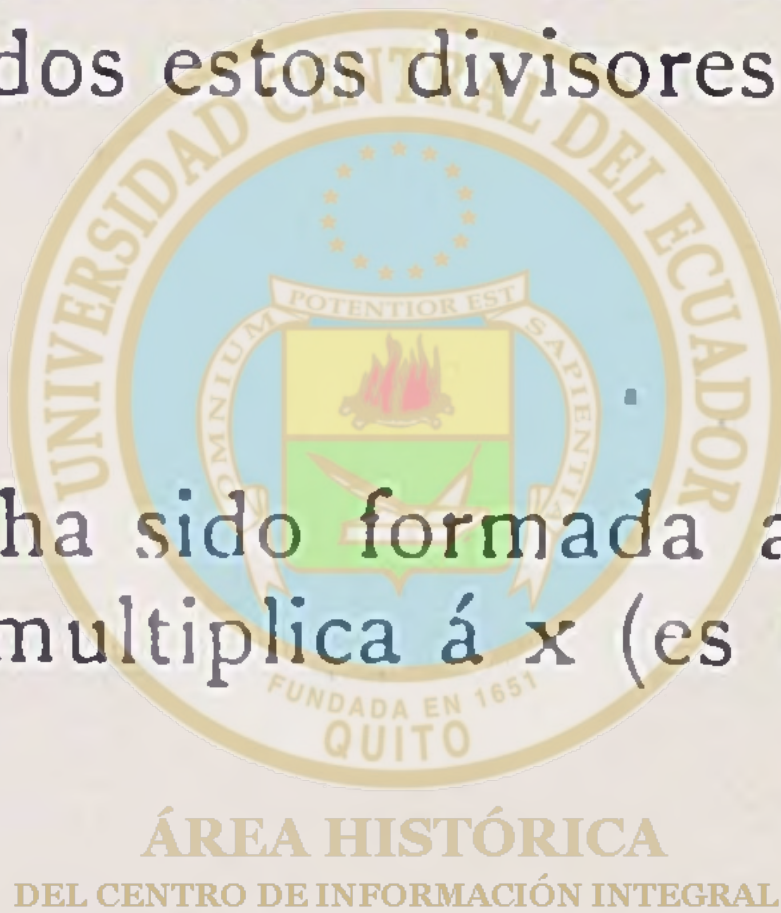 dos estos divisores
UNIVERSIDAD CENTRAL DEL ECUADOR
POTENTIOR EST
OMNIUM
SAPIENTIA
ha sido formada a
multiplica á x (es
FUNDADA EN 1651
QUITO
ÁREA HISTÓRICA
DEL CENTRO DE INFORMACIÓN INTEGRAL